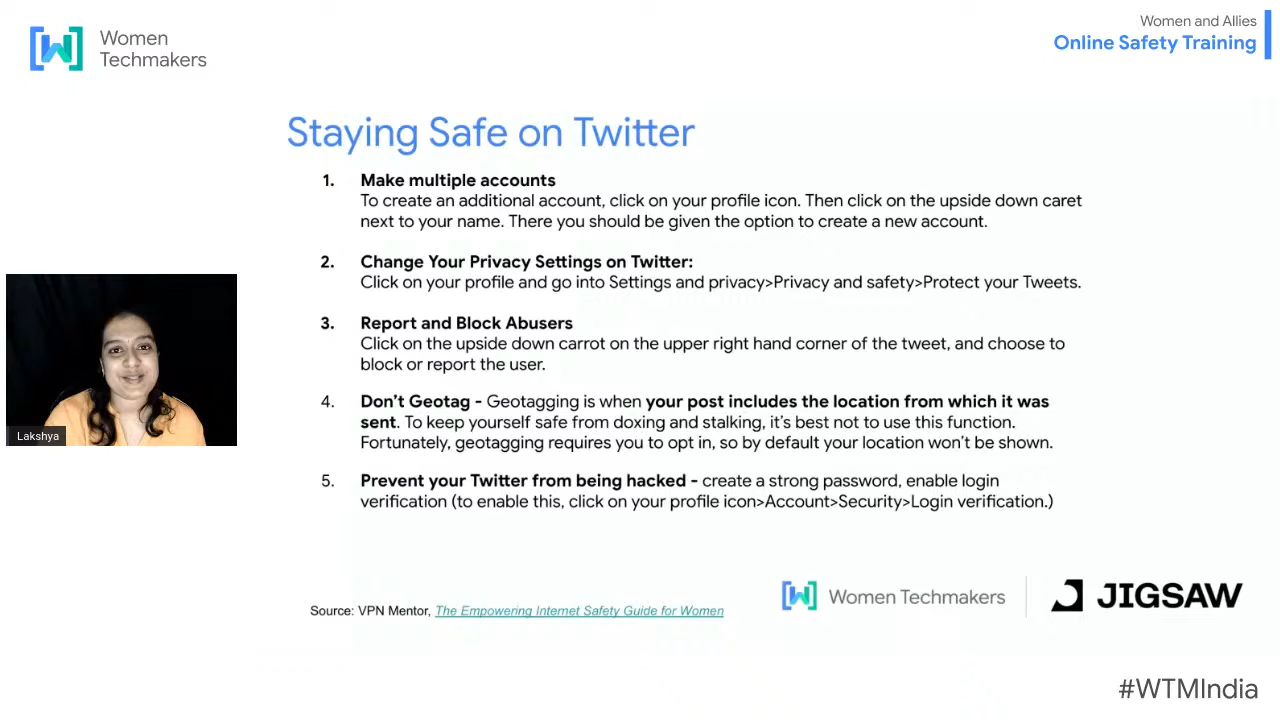 Women
Techmakers
Women and Allies
Online Safety Training
Staying Safe on Twitter
1. Make multiple accounts
To create an additional account, click on your profile icon. Then click on the upside down caret
next to your name. There you should be given the option to create a new account.
2. Change Your Privacy Settings on Twitter:
Click on your profile and go into Settings and privacy>Privacy and safety>Protect your Tweets.
3. Report and Block Abusers
Click on the upside down carrot on the upper right hand corner of the tweet, and choose to
block or report the user.
4. Don't Geotag - Geotagging is when your post includes the location from which it was
sent. To keep yourself safe from doxing and stalking, it's best not to use this function.
Fortunately, geotagging requires you to opt in, so by default your location won't be shown.
5. Prevent your Twitter from being hacked - create a strong password, enable login
verification (to enable this, click on your profile icon>Account>Security>Login verification.)
Lakshya
Source: VPN Mentor, The Empowering Internet Safety Guide for Women
Women Techmakers
JIGSAW
#WTMIndia